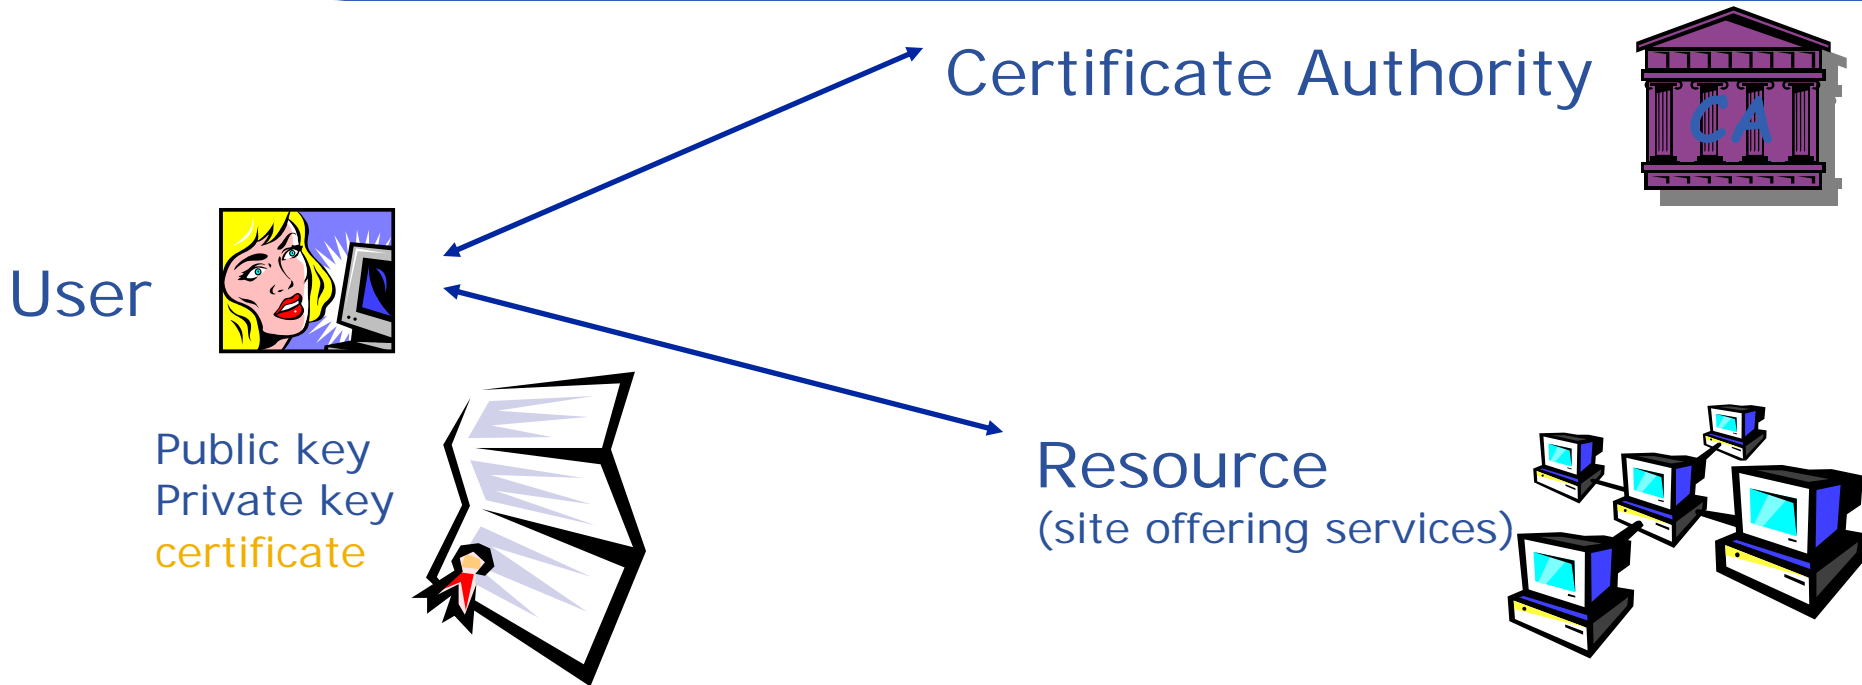 Certificate Authority
CA
User
Public key
Private key
certificate
Resource
(site offering services)